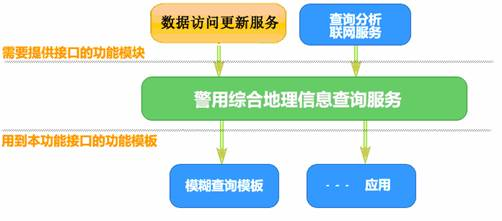 数据访问更新服务
查询分析
联网服务
需要提供接口的功能模块
警用综合地理信息查询服务
用到本功能接口的功能模板
模糊查询模板
- - - 应用